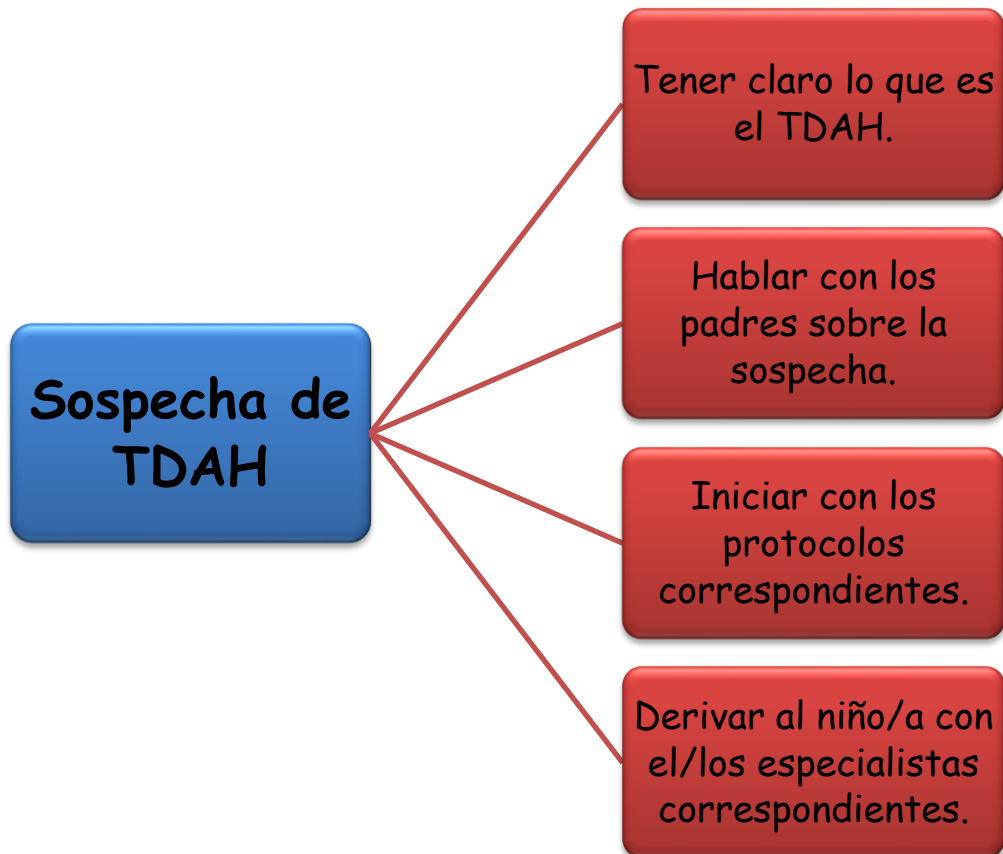 Sospecha de
TDAH
Tener claro lo que es
el TDAH.
Hablar con los
padres sobre la
sospecha.
Iniciar con los
protocolos
correspondientes.
Derivar al niño/a con
el/los especialistas
correspondientes.